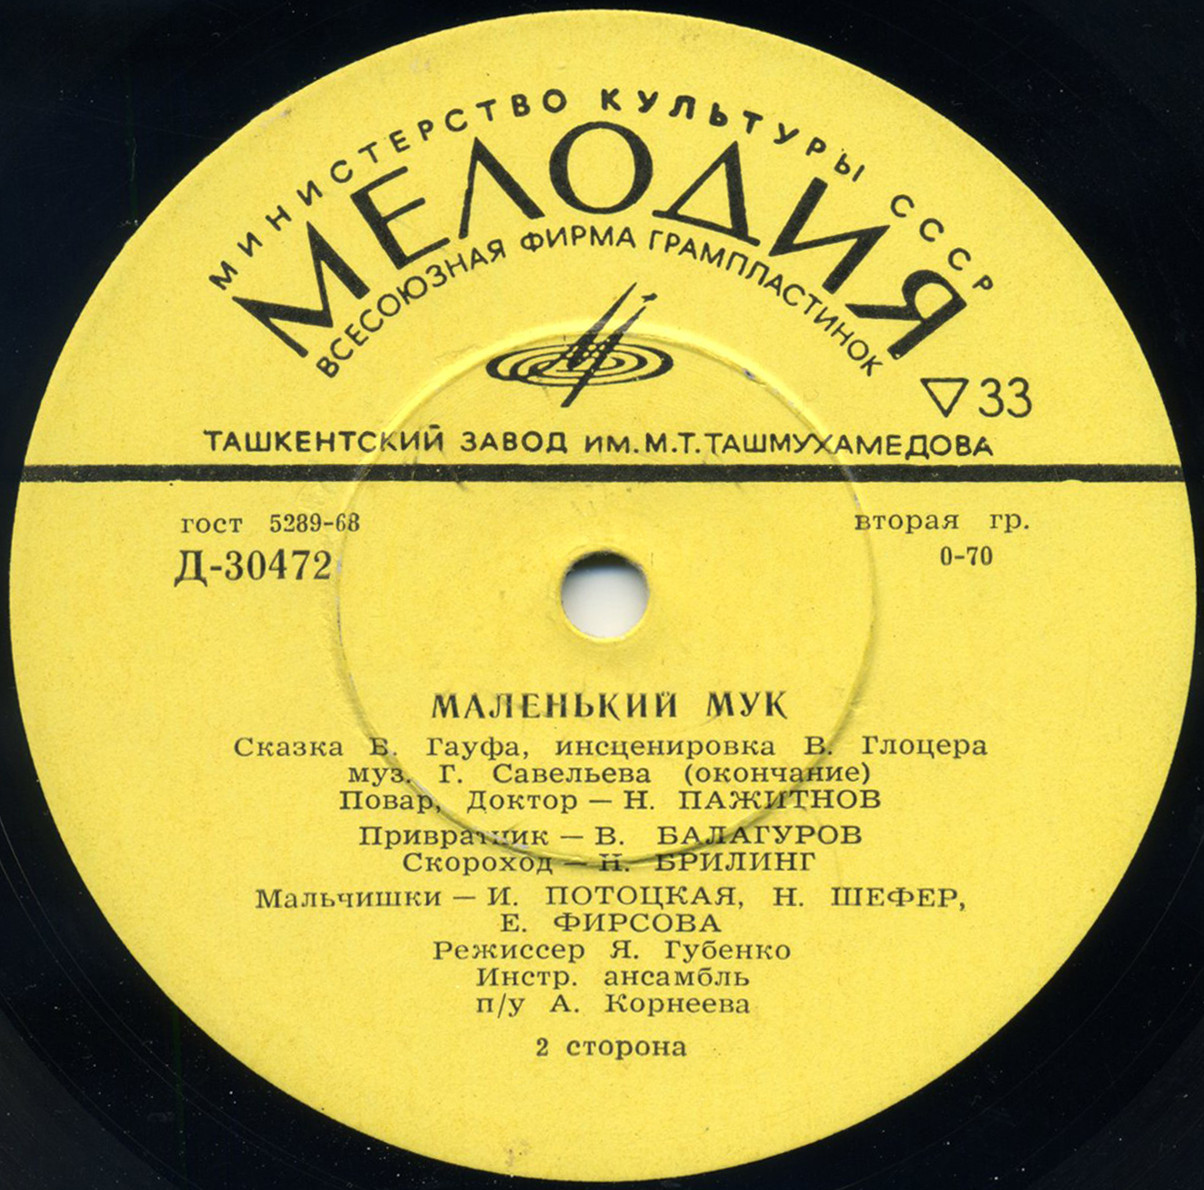 МИНИСТЕРСТВО КУЛЬТУРЫ СССР
МЕЛОДИЯ
ВСЕСОЮЗНАЯ ФИРМА ГРАМПЛАСТИНОК
33
ТАШКЕНТСКИЙ ЗАВОД ИМ. М.Т. ТАШМУХАМЕДОВА
гост 5289-68
вторая гр.
Д-30472
0-70
МАЛЕНЬКИЙ МУК
Сказка В. Гауфа, инсценировка В. Глоцера
муз. Г. Савельева (окончание)
Повар, Доктор — Н. ПАЖИТНОВ
Привратник — В. БАЛАГУРОВ
Скороход — Н. БРИЛИНГ
Мальчишки — И. ПОТОЦКАЯ, Н. ШЕФЕР,
Е. ФИРСОВА
Режиссер Я. Губенко
Инстр. ансамбль
п/у А. Корнеева
2 сторона